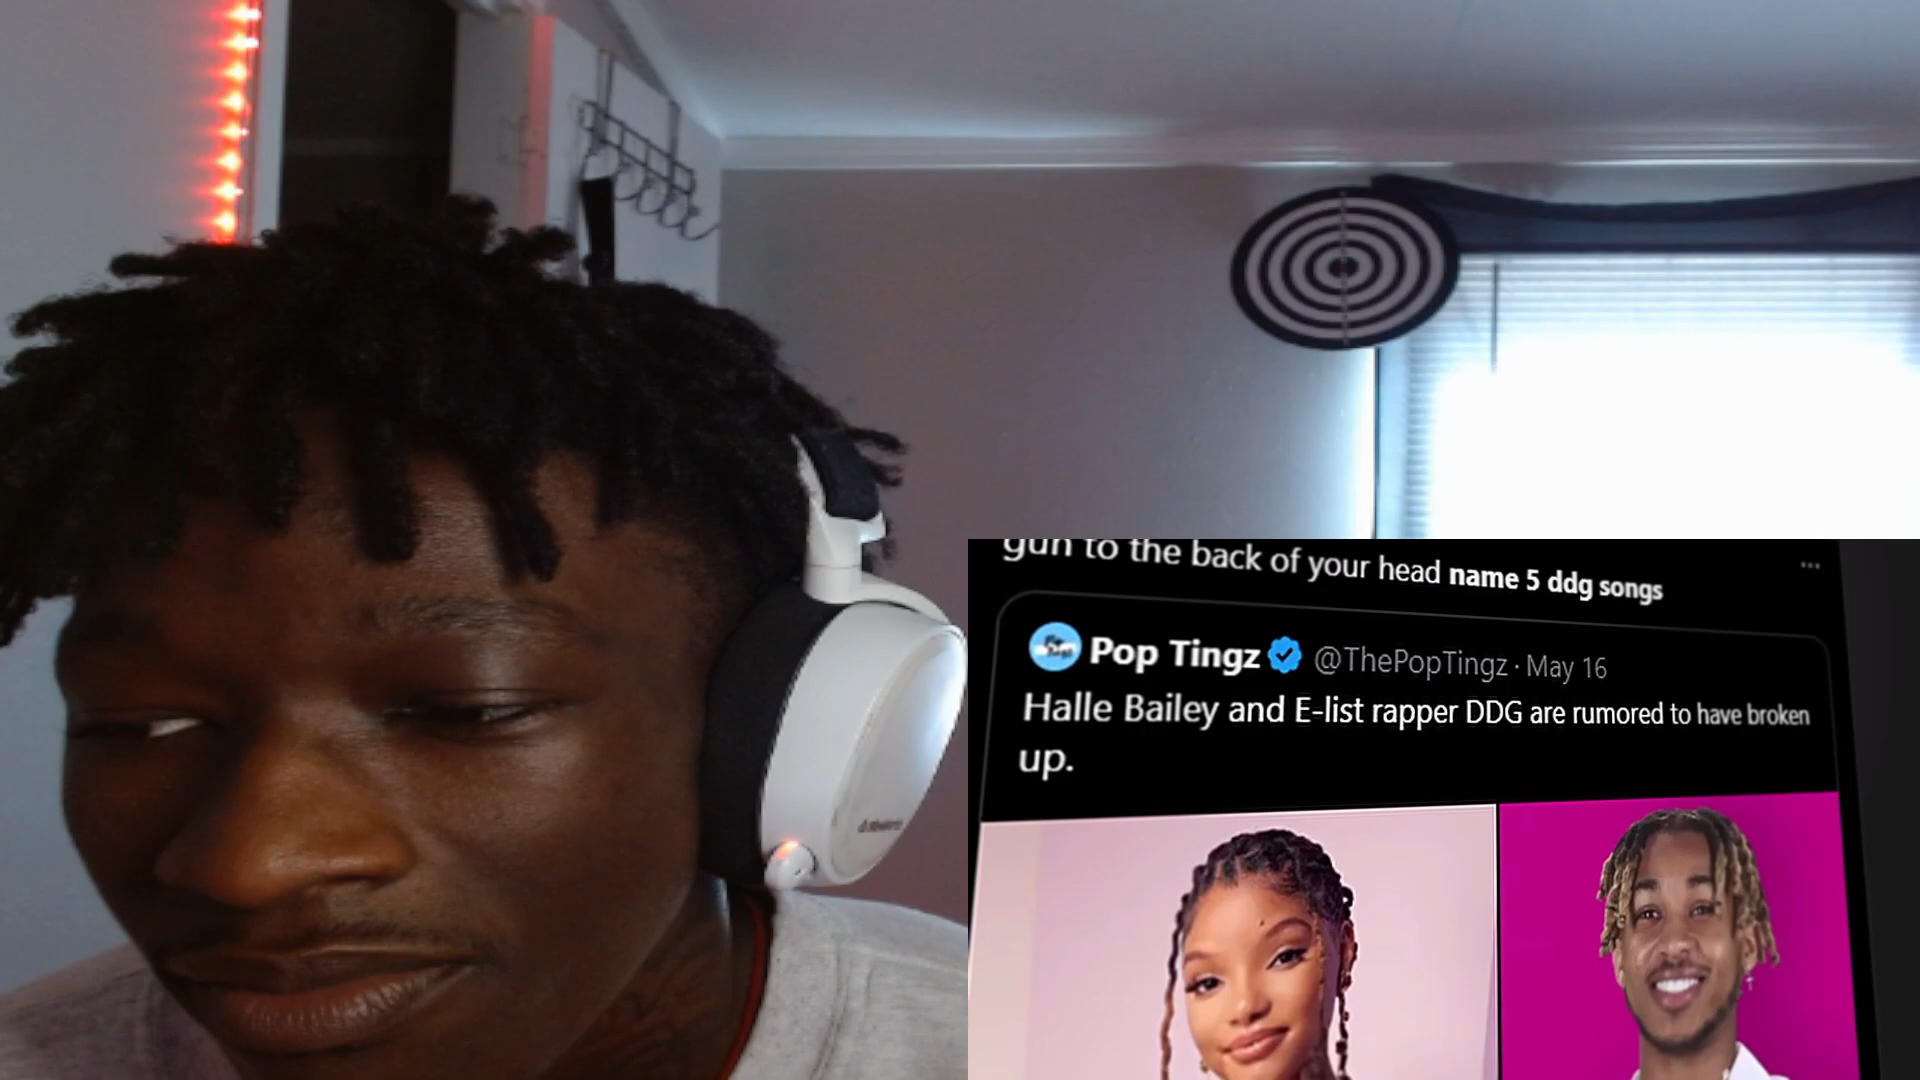 gun to the back of your head name 5 ddg songs
Pop Tingz @ThePopTingz · May 16
Halle Bailey and E-list rapper DDG are rumored to have broken
up.